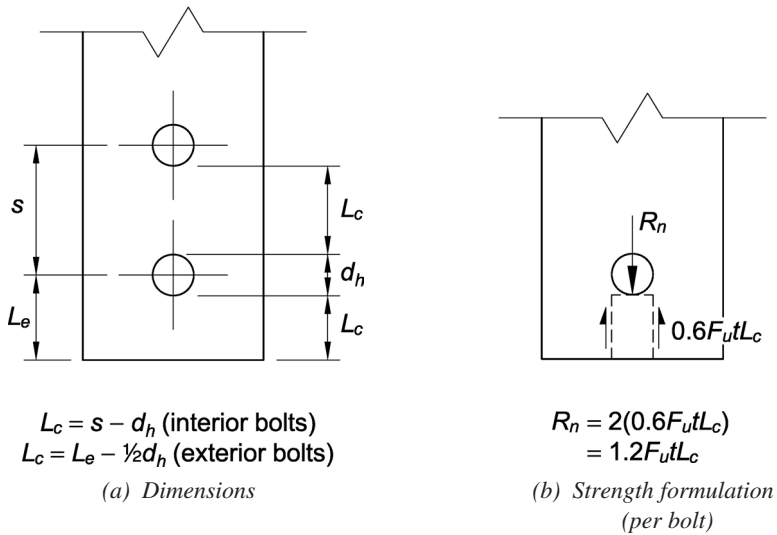 s
L_e
L_c
d_h
L_c
L_c = s – d_h (interior bolts)
L_c = L_e – ½d_h (exterior bolts)
(a) Dimensions
R_n
0.6F_utL_c
R_n = 2(0.6F_utL_c)
= 1.2F_utL_c
(b) Strength formulation
(per bolt)